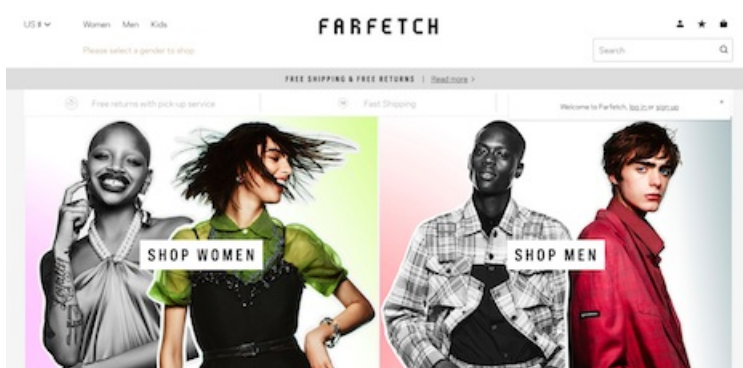 US $
Women Men Kids
FARFETCH
Please select a gender to shop
Search
FREE SHIPPING & FREE RETURNS | Read more >
Free returns with pick-up service
Fast Shipping
Welcome to Farfetch, log in or sign up
SHOP WOMEN
SHOP MEN